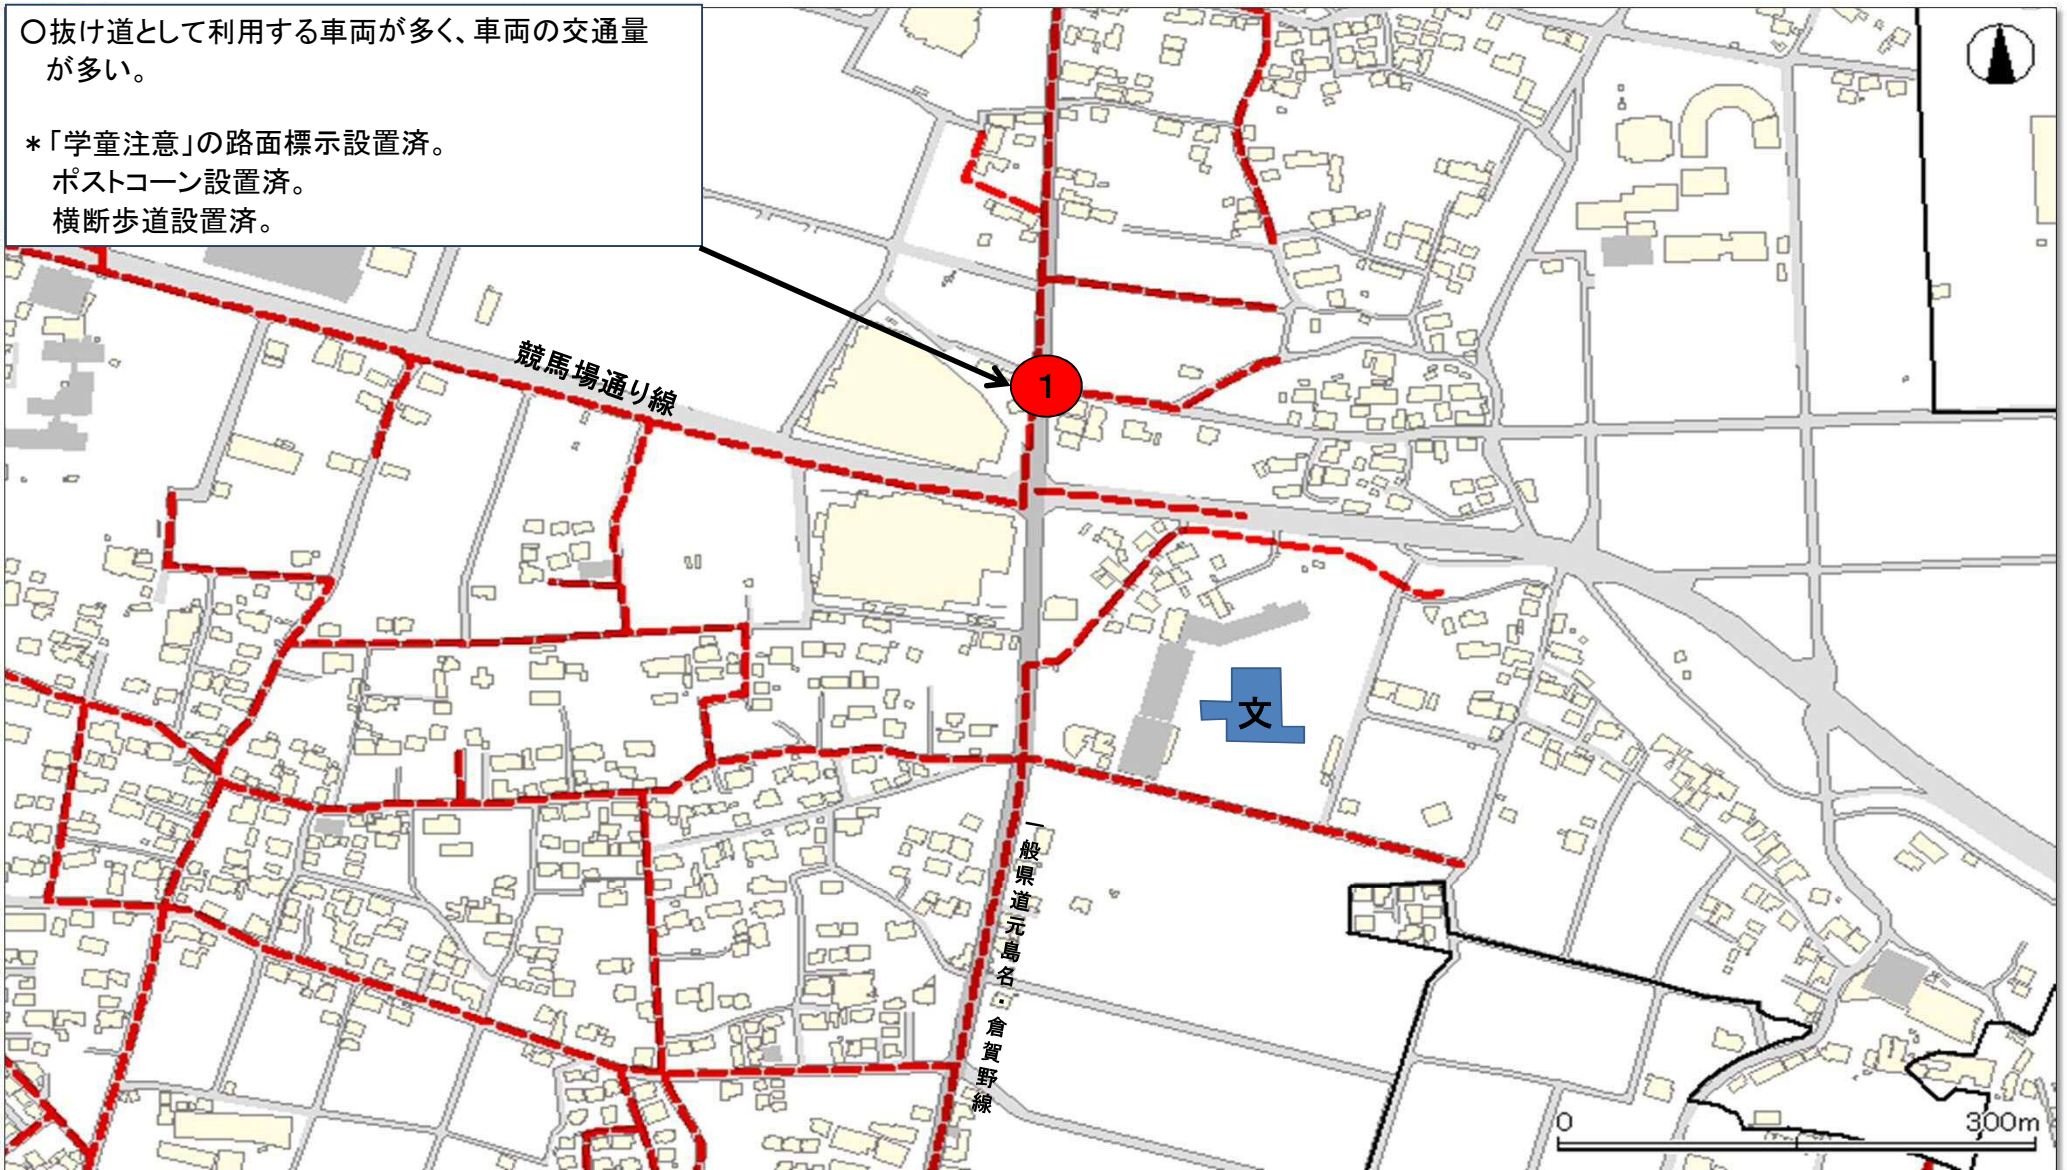 〇抜け道として利用する車両が多く、車両の交通量
が多い。
*「学童注意」の路面標示設置済。
ポストコーン設置済。
横断歩道設置済。
競馬場通り線
1
文
一般県道元島名・倉賀野線
0
300m